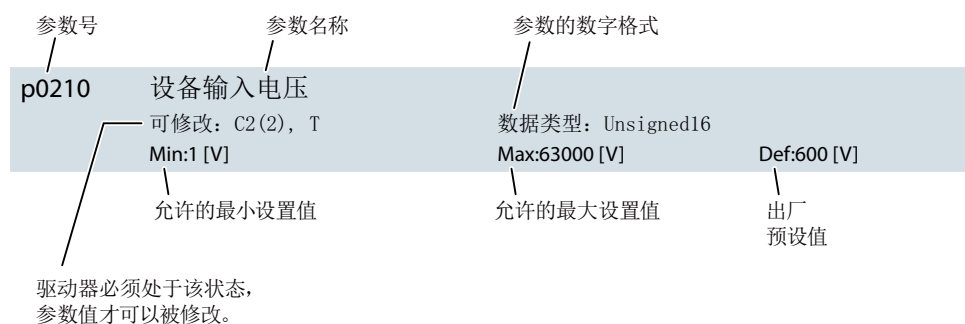 参数号 参数名称 参数的数字格式
p0210 设备输入电压
可修改：C2(2), T 数据类型：Unsigned16
Min:1 [V] Max:63000 [V] Def:600 [V]
允许的最小设置值 允许的最大设置值 出厂
预设值
驱动器必须处于该状态，
参数值才可以被修改。